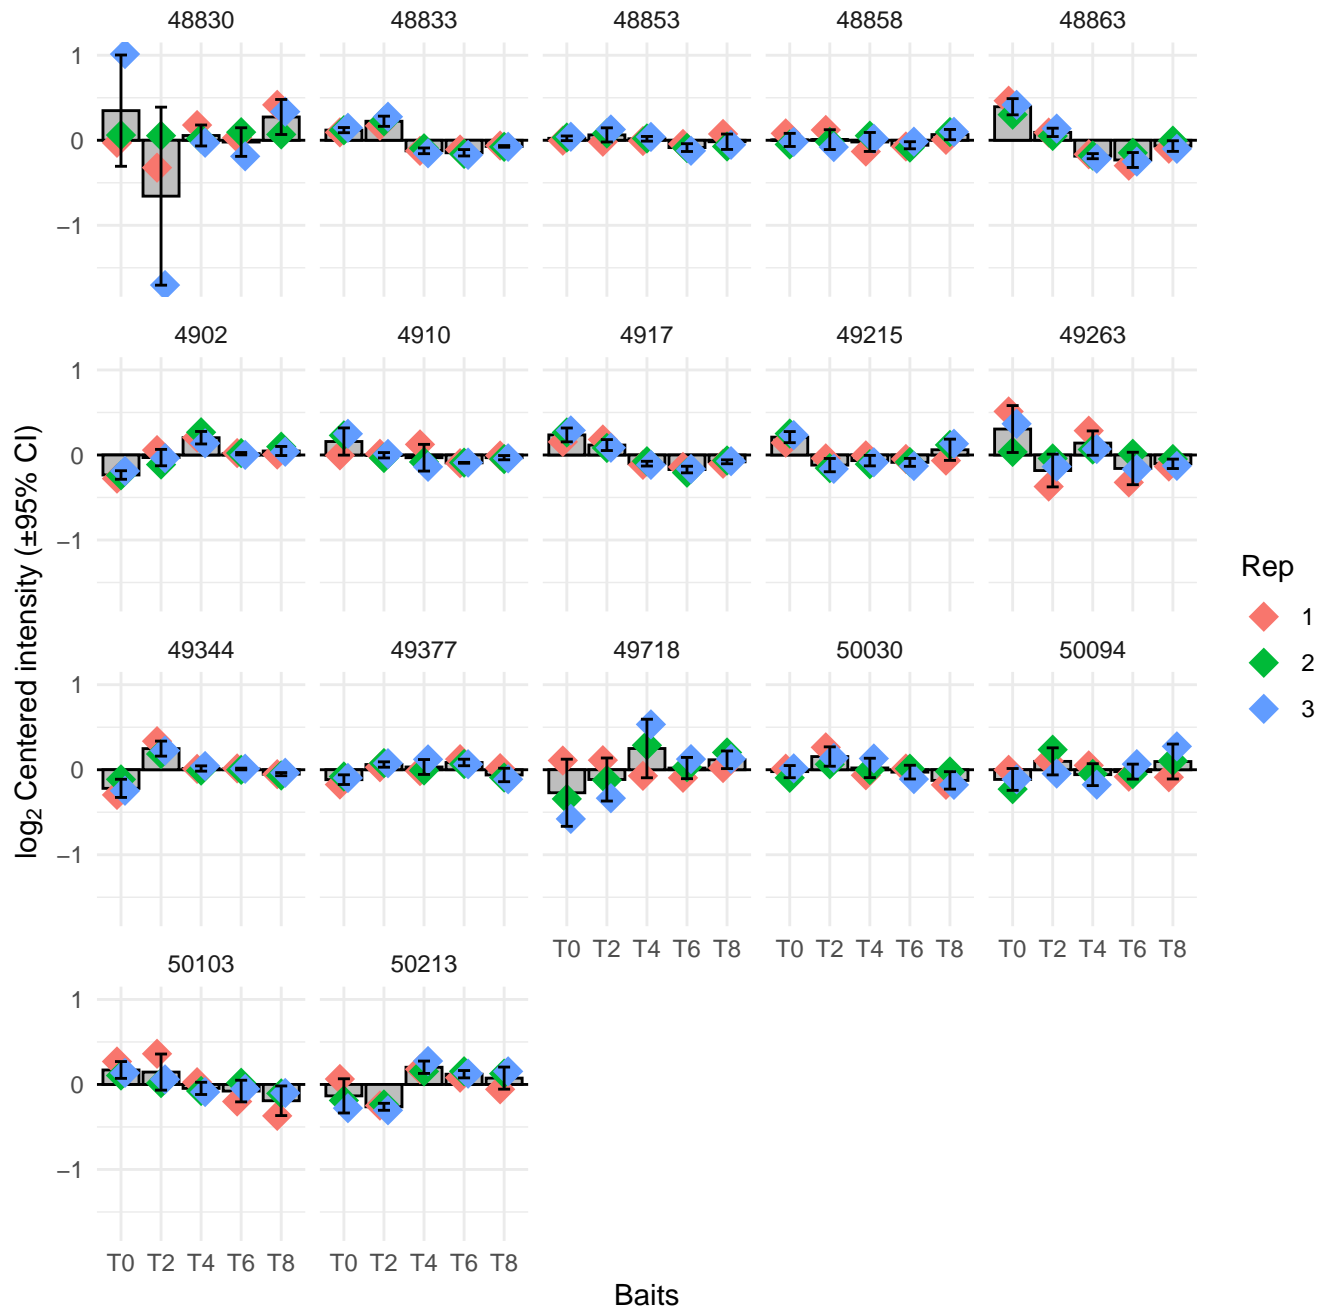 48830 48833 48853 48858 48863
1
0
−1
4902 4910 4917 49215 49263
1
0
−1
49344 49377 49718 50030 50094
1
0
−1
T0 T2 T4 T6 T8 T0 T2 T4 T6 T8 T0 T2 T4 T6 T8
50103 50213
1
0
−1
T0 T2 T4 T6 T8 T0 T2 T4 T6 T8
Baits
log2 Centered intensity (±95% CI)
Rep
1
2
3